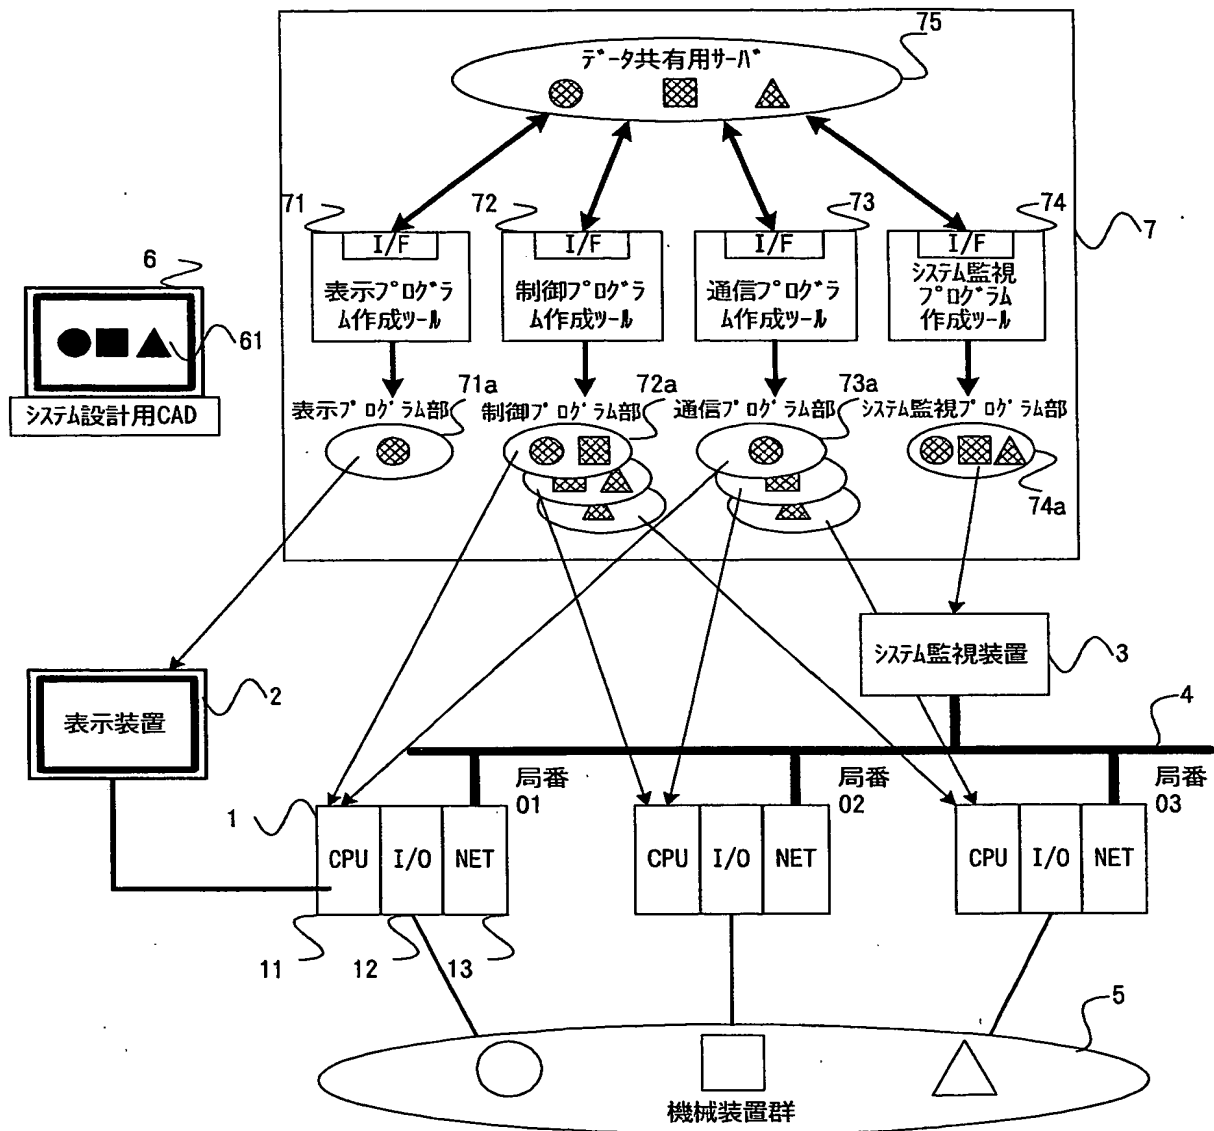 75
データ共有用サーバ
71
72
73
74
7
I/F
I/F
I/F
I/F
表示プログラ
ム作成ツール
制御プログラ
ム作成ツール
通信プログラ
ム作成ツール
システム監視
プログラム
作成ツール
6
61
システム設計用CAD
71a
72a
73a
表示プログラム部
制御プログラム部
通信プログラム部
システム監視プログラム部
74a
システム監視装置
3
2
表示装置
4
局番
01
局番
02
局番
03
1
CPU
I/O
NET
CPU
I/O
NET
CPU
I/O
NET
11
12
13
5
機械装置群